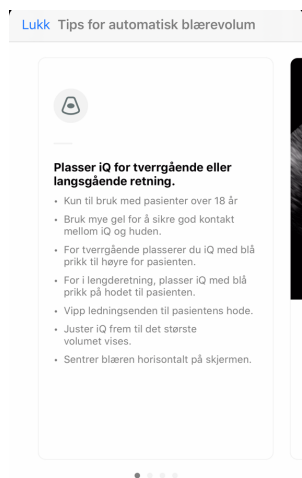 Lukk Tips for automatisk blærevolum
Plasser iQ for tverrgående eller
langsgående retning.
• Kun til bruk med pasienter over 18 år
• Bruk mye gel for å sikre god kontakt
mellom iQ og huden.
• For tverrgående plasserer du iQ med blå
prikk til høyre for pasienten.
• For i lengderetning, plasser iQ med blå
prikk på hodet til pasienten.
• Vipp ledningsenden til pasientens hode.
• Juster iQ frem til det største
volumet vises.
• Sentrer blæren horisontalt på skjermen.